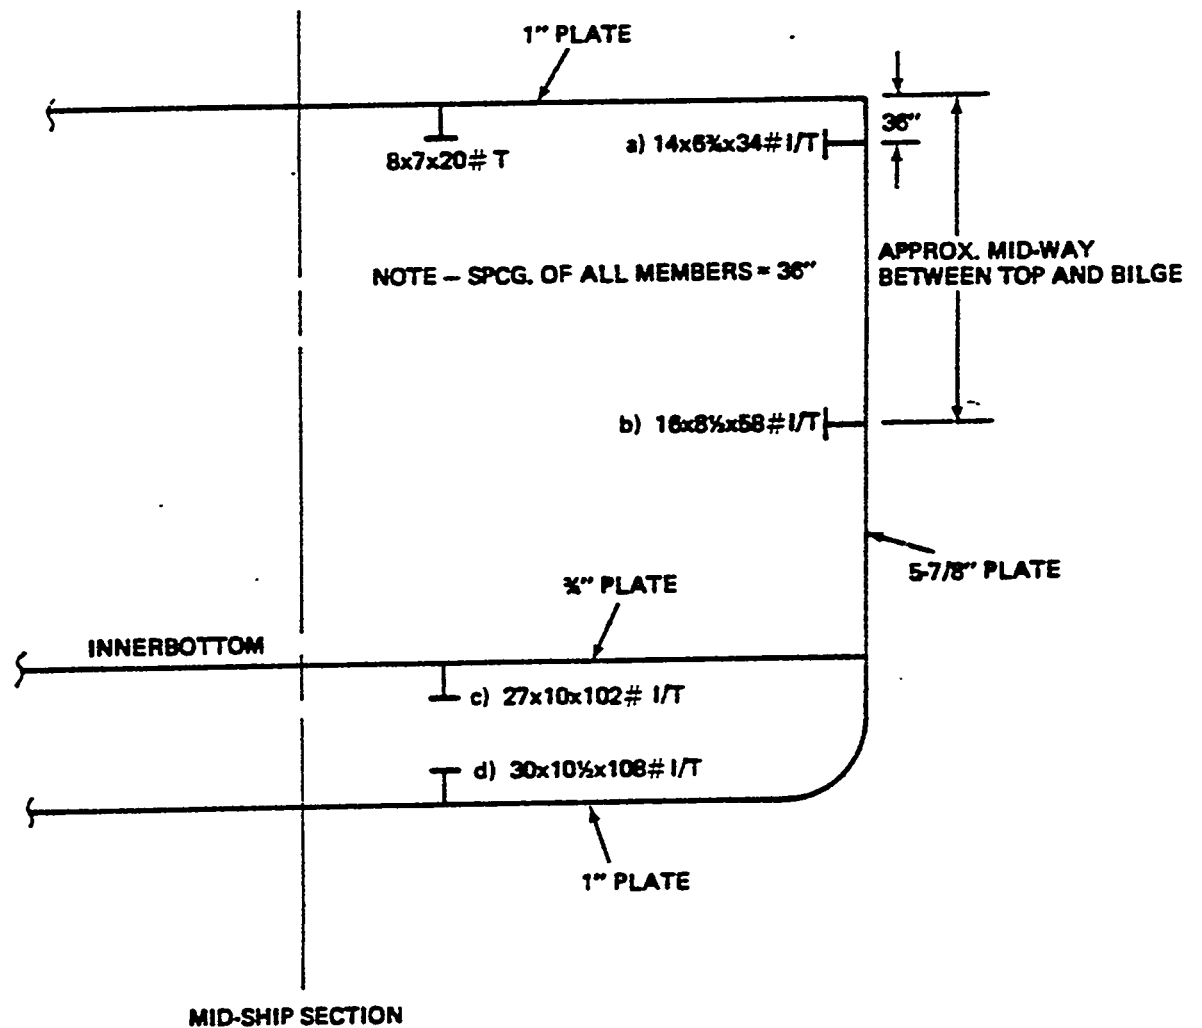 1" PLATE
36"
a) 14x6¾x34# I/T
8x7x20# T
APPROX. MID-WAY
BETWEEN TOP AND BILGE
NOTE – SPCG. OF ALL MEMBERS = 36"
b) 16x8½x58# I/T
5-7/8" PLATE
¾" PLATE
INNERBOTTOM
c) 27x10x102# I/T
d) 30x10½x108# I/T
1" PLATE
MID-SHIP SECTION